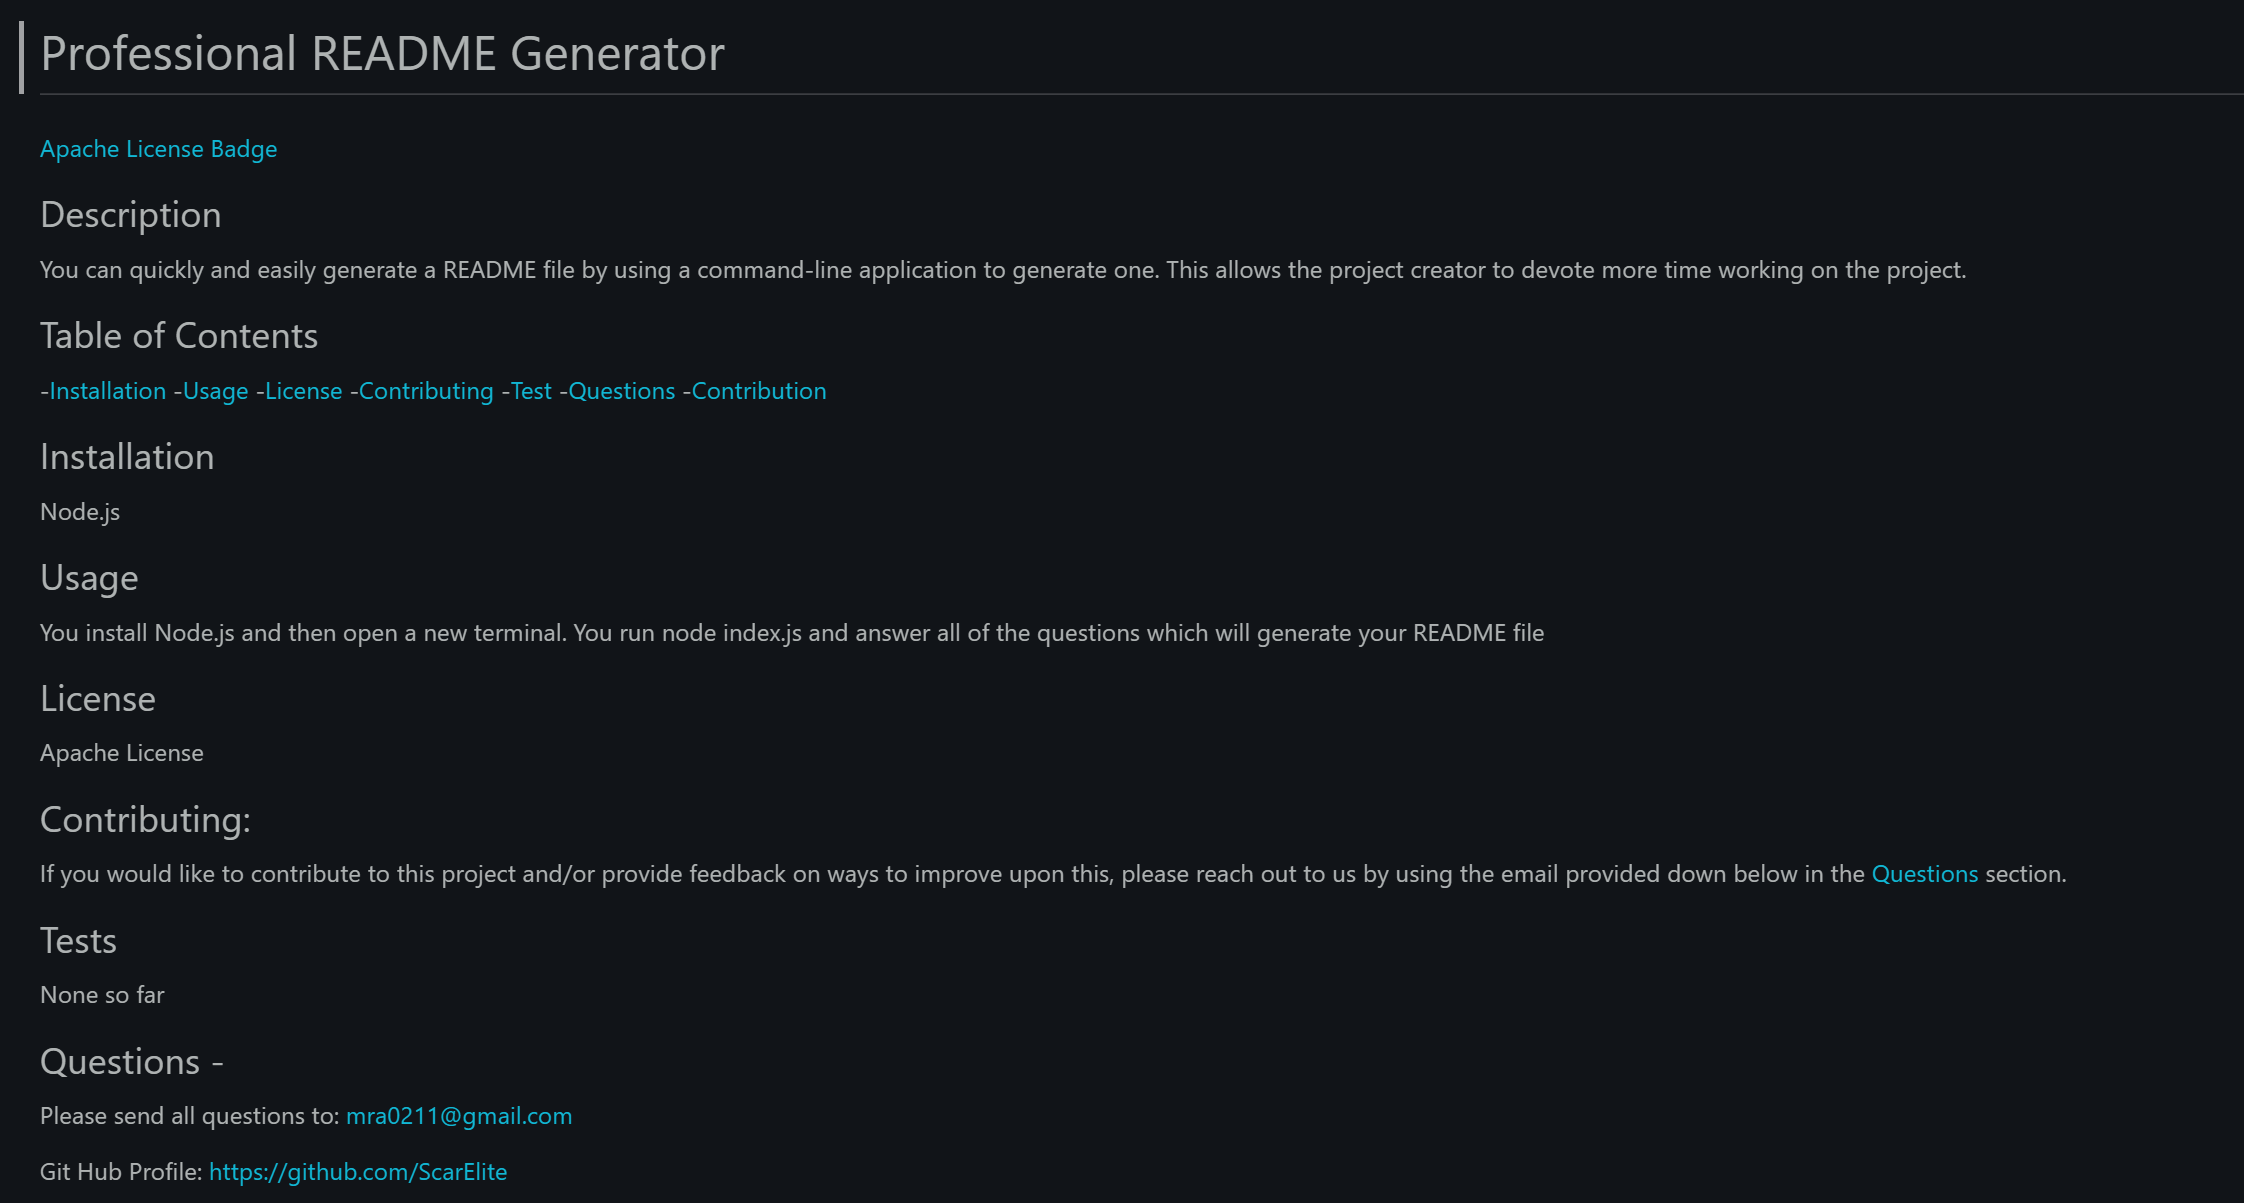 Professional README Generator
Apache License Badge
Description
You can quickly and easily generate a README file by using a command-line application to generate one. This allows the project creator to devote more time working on the project.
Table of Contents
-Installation -Usage -License -Contributing -Test -Questions -Contribution
Installation
Node.js
Usage
You install Node.js and then open a new terminal. You run node index.js and answer all of the questions which will generate your README file
License
Apache License
Contributing:
If you would like to contribute to this project and/or provide feedback on ways to improve upon this, please reach out to us by using the email provided down below in the Questions section.
Tests
None so far
Questions -
Please send all questions to: mra0211@gmail.com
Git Hub Profile: https://github.com/ScarElite